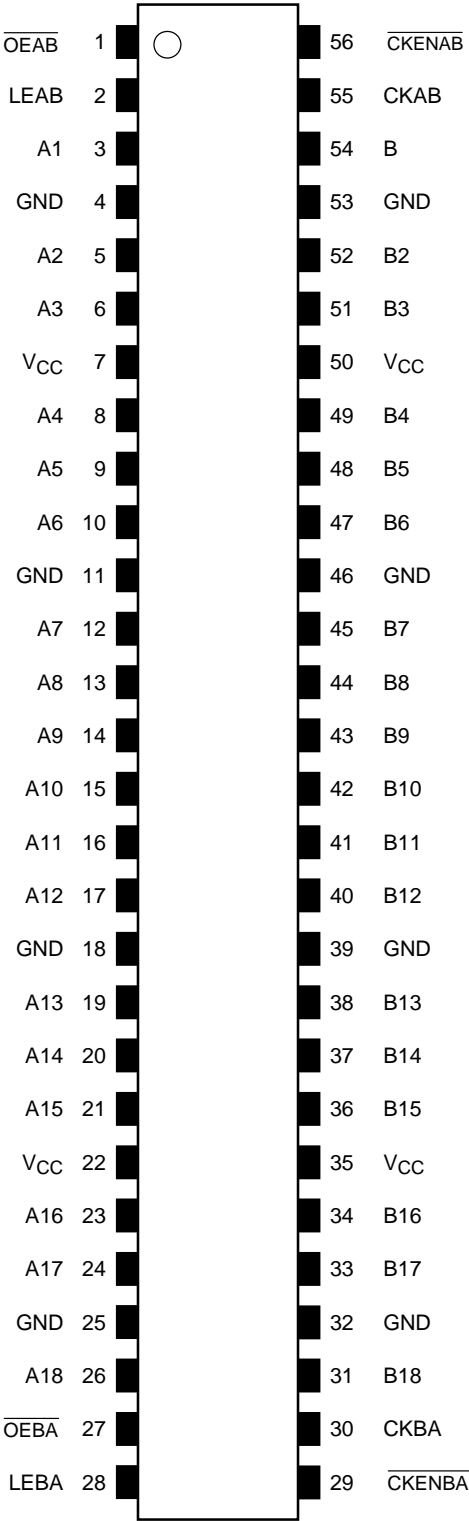 OEAB 1 56 CKENAB
LEAB 2 55 CKAB
A1 3 54 B
GND 4 53 GND
A2 5 52 B2
A3 6 51 B3
VCC 7 50 VCC
A4 8 49 B4
A5 9 48 B5
A6 10 47 B6
GND 11 46 GND
A7 12 45 B7
A8 13 44 B8
A9 14 43 B9
A10 15 42 B10
A11 16 41 B11
A12 17 40 B12
GND 18 39 GND
A13 19 38 B13
A14 20 37 B14
A15 21 36 B15
VCC 22 35 VCC
A16 23 34 B16
A17 24 33 B17
GND 25 32 GND
A18 26 31 B18
OEBA 27 30 CKBA
LEBA 28 29 CKENBA